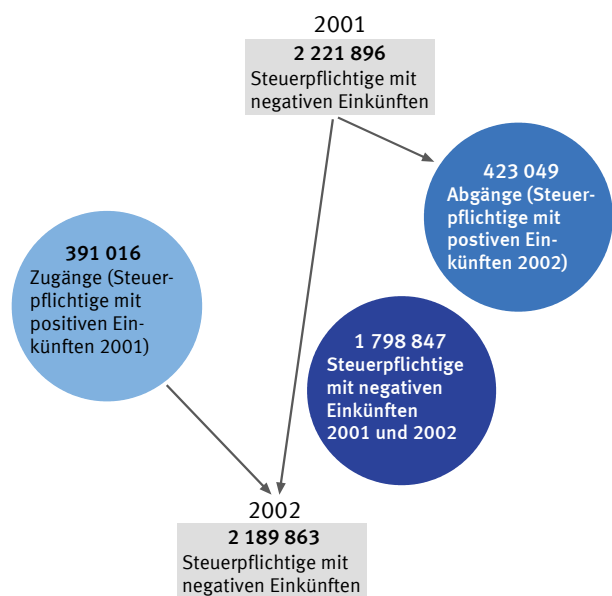 2001
2 221 896
Steuerpflichtige mit
negativen Einkünften
423 049
Abgänge (Steuer-
pflichtige mit
postiven Ein-
künften 2002)
391 016
Zugänge (Steuer-
pflichtige mit
positiven Ein-
künften 2001)
1 798 847
Steuerpflichtige
mit negativen
Einkünften
2001 und 2002
2002
2 189 863
Steuerpflichtige mit
negativen Einkünften